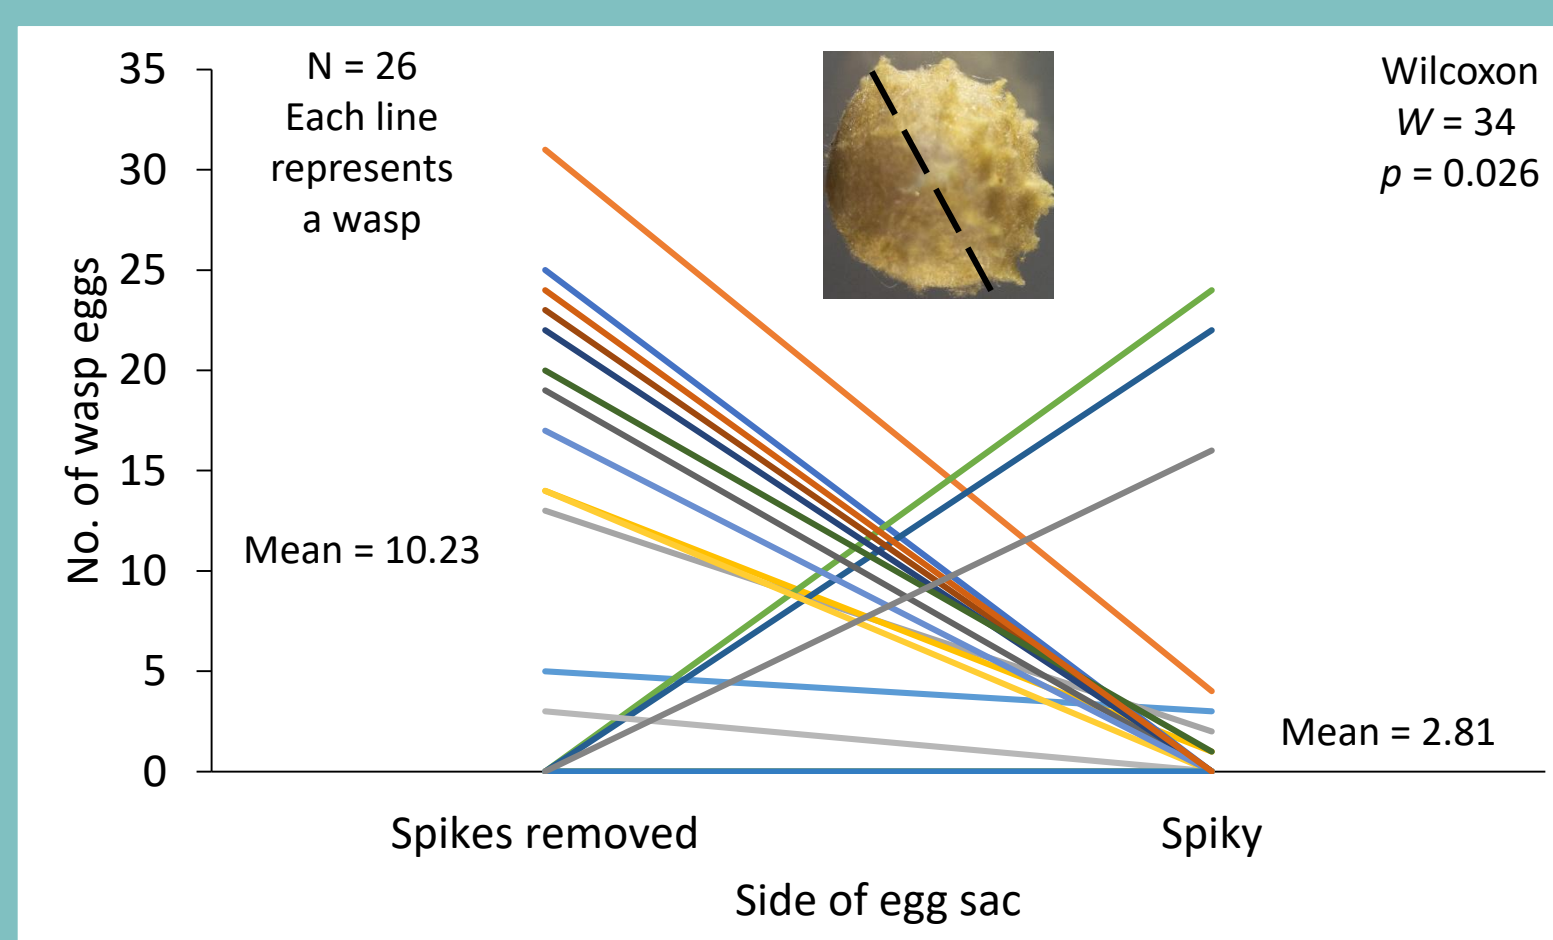 N = 26
Each line
represents
a wasp
Wilcoxon
W = 34
p = 0.026
No. of wasp eggs
35
30
25
20
15
10
5
0
Mean = 10.23
Mean = 2.81
Spikes removed
Spiky
Side of egg sac